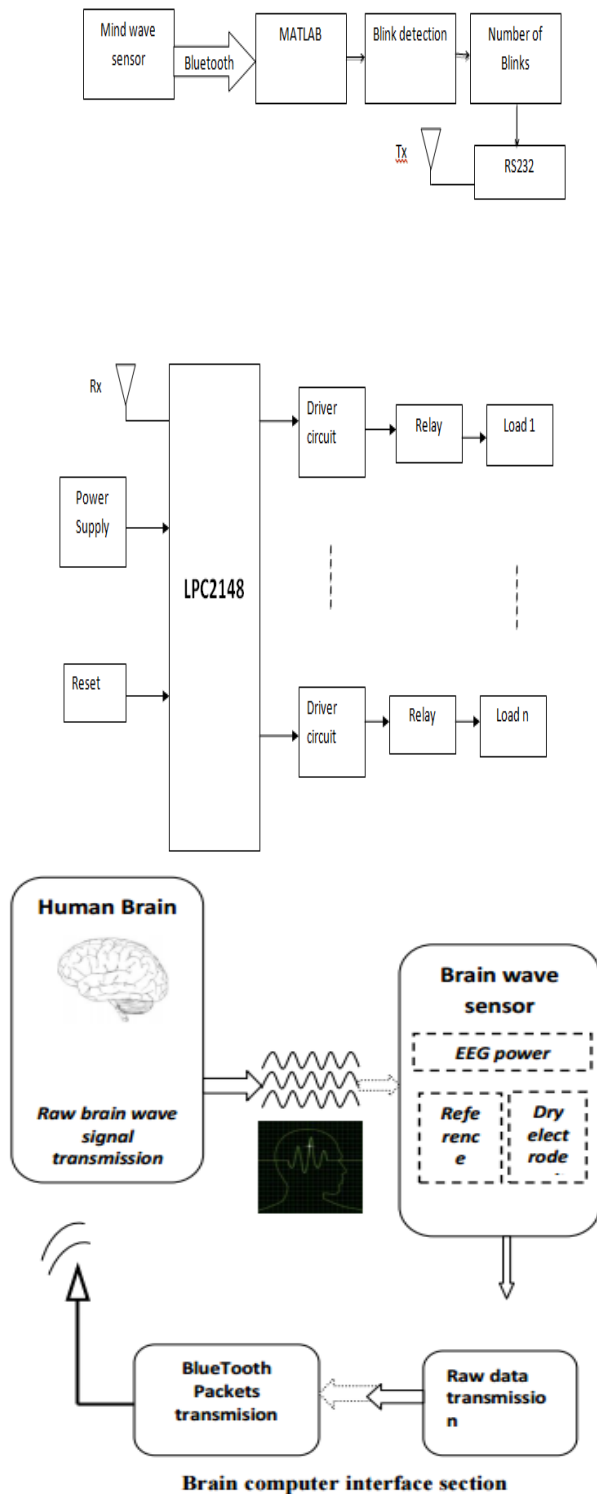 Mind wave
sensor
Bluetooth
MATLAB
Blink detection
Number of
Blinks
Tx
RS232
Rx
Power
Supply
Reset
LPC2148
Driver
circuit
Relay
Load 1
Driver
circuit
Relay
Load n
Human Brain
Raw brain wave
signal
transmission
Brain wave
sensor
EEG power
Refe
renc
e
Dry
elect
rode
BlueTooth
Packets
transmision
Raw data
transmissio
n
Brain computer interface section